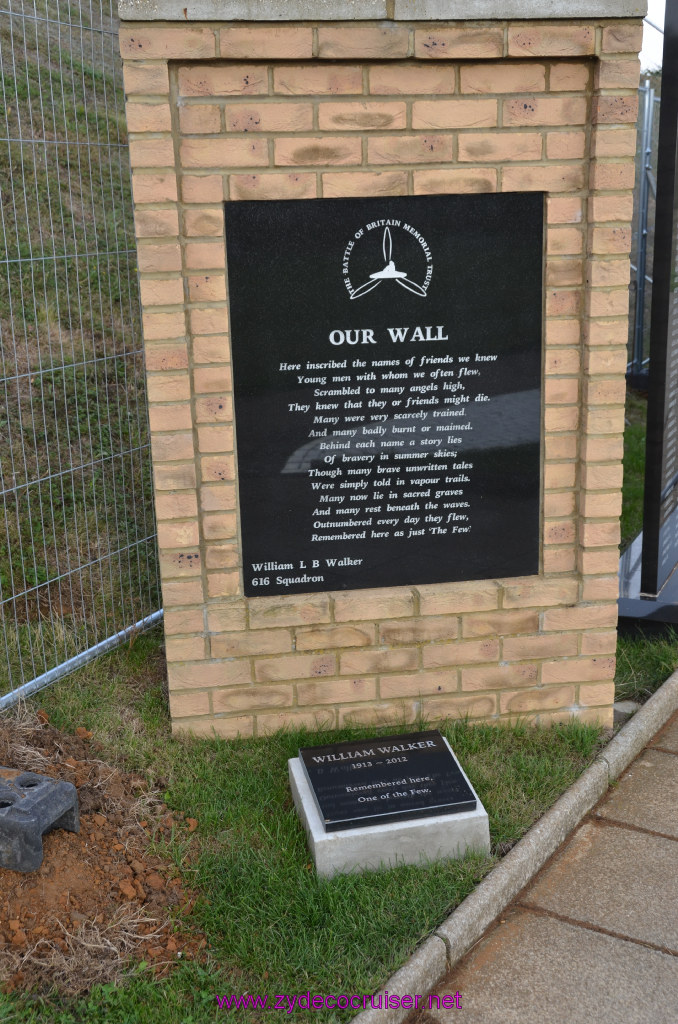 THE BATTLE OF BRITAIN MEMORIAL TRUST
OUR WALL
Here inscribed the names of friends we knew
Young men with whom we often flew,
Scrambled to many angels high,
They knew that they or friends might die.
Many were very scarcely trained
And many badly burnt or maimed.
Behind each name a story lies
Of bravery in summer skies;
Though many brave unwritten tales
Were simply told in vapour trails.
Many now lie in sacred graves
And many rest beneath the waves.
Outnumbered every day they flew,
Remembered here as just 'The Few'.
William L B Walker
616 Squadron
WILLIAM WALKER
1913 ~ 2012
Remembered here,
One of the Few.
www.zydecocruiser.net